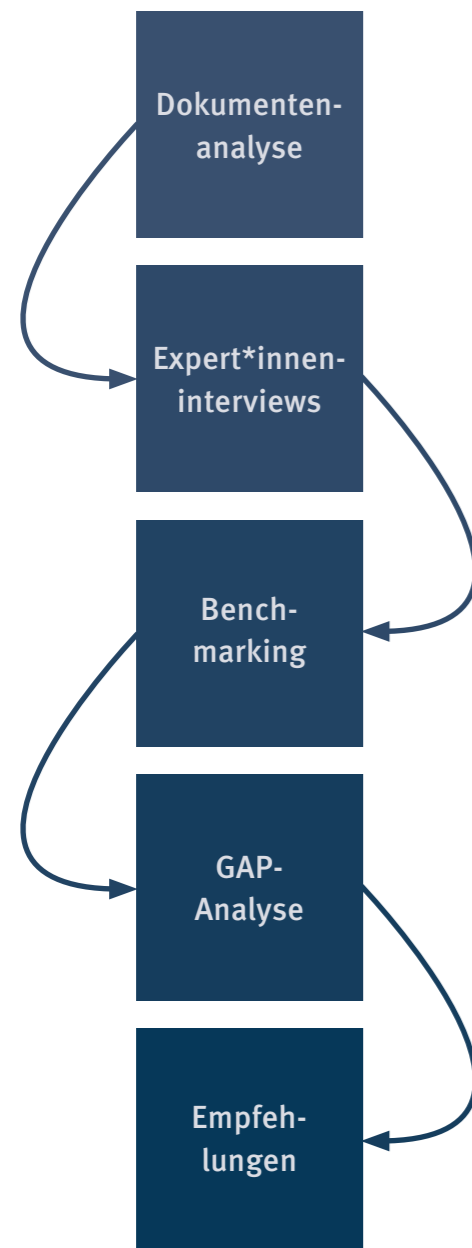 Dokumenten-
analyse
Expert*innen-
interviews
Bench-
marking
GAP-
Analyse
Empfeh-
lungen